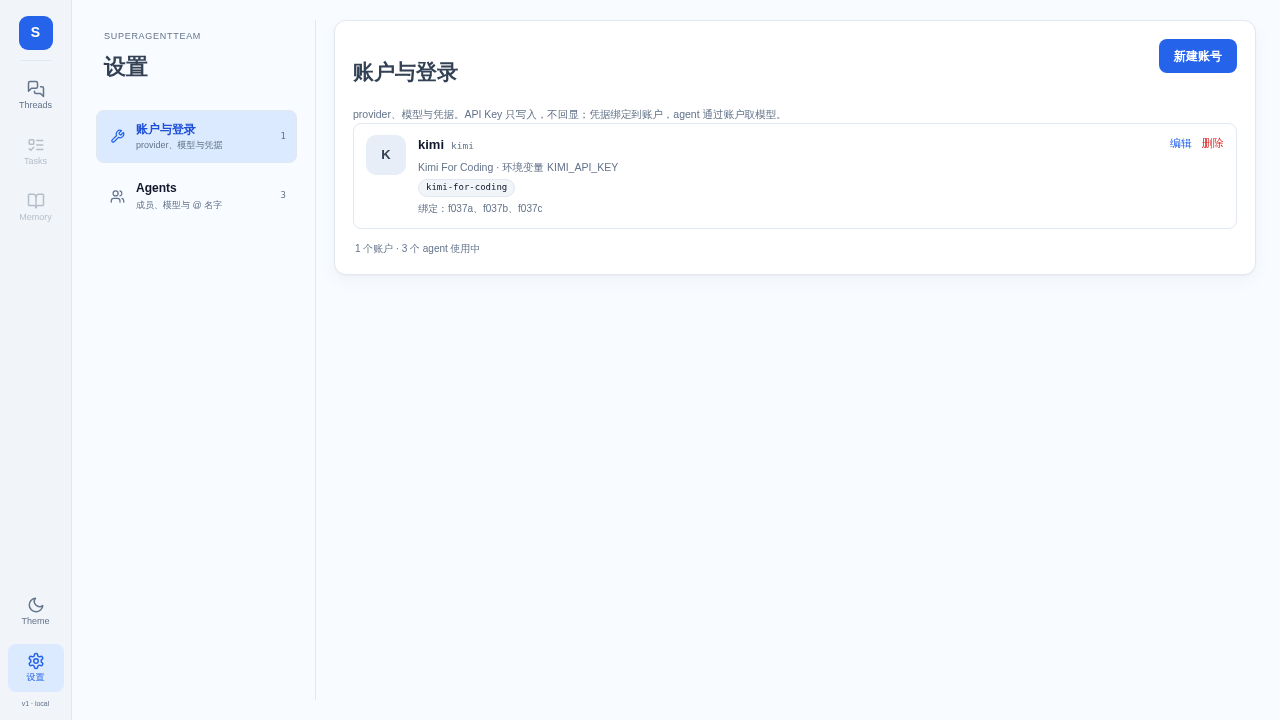 S
Threads
Tasks
Memory
Theme
设置
v1 · local
SUPERAGENTTEAM
设置
账户与登录
provider、模型与凭据
1
Agents
成员、模型与 @ 名字
3
账户与登录
新建账号
provider、模型与凭据。API Key 只写入，不回显；凭据绑定到账户，agent 通过账户取模型。
K
kimi kimi
编辑 删除
Kimi For Coding · 环境变量 KIMI_API_KEY
kimi-for-coding
绑定：f037a、f037b、f037c
1 个账户 · 3 个 agent 使用中